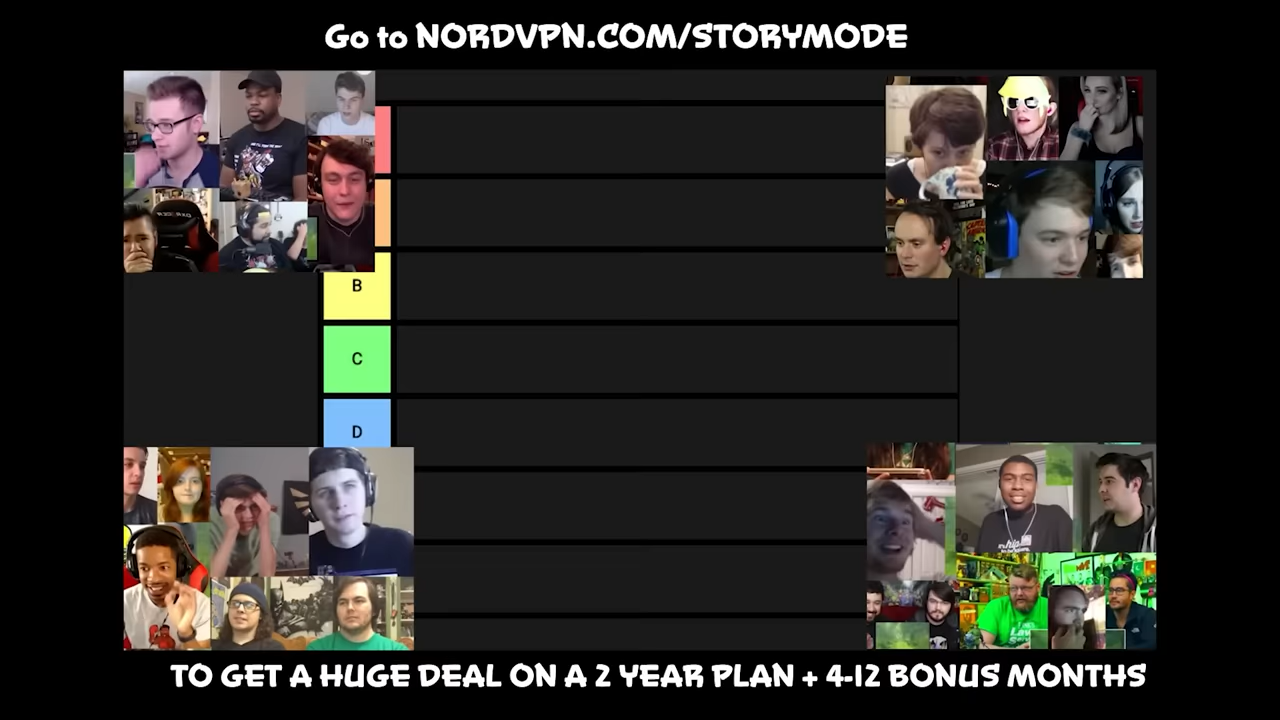 Go to NORDVPN.COM/STORYMODE
B
C
D
TO GET A HUGE DEAL ON A 2 YEAR PLAN + 4-12 BONUS MONTHS